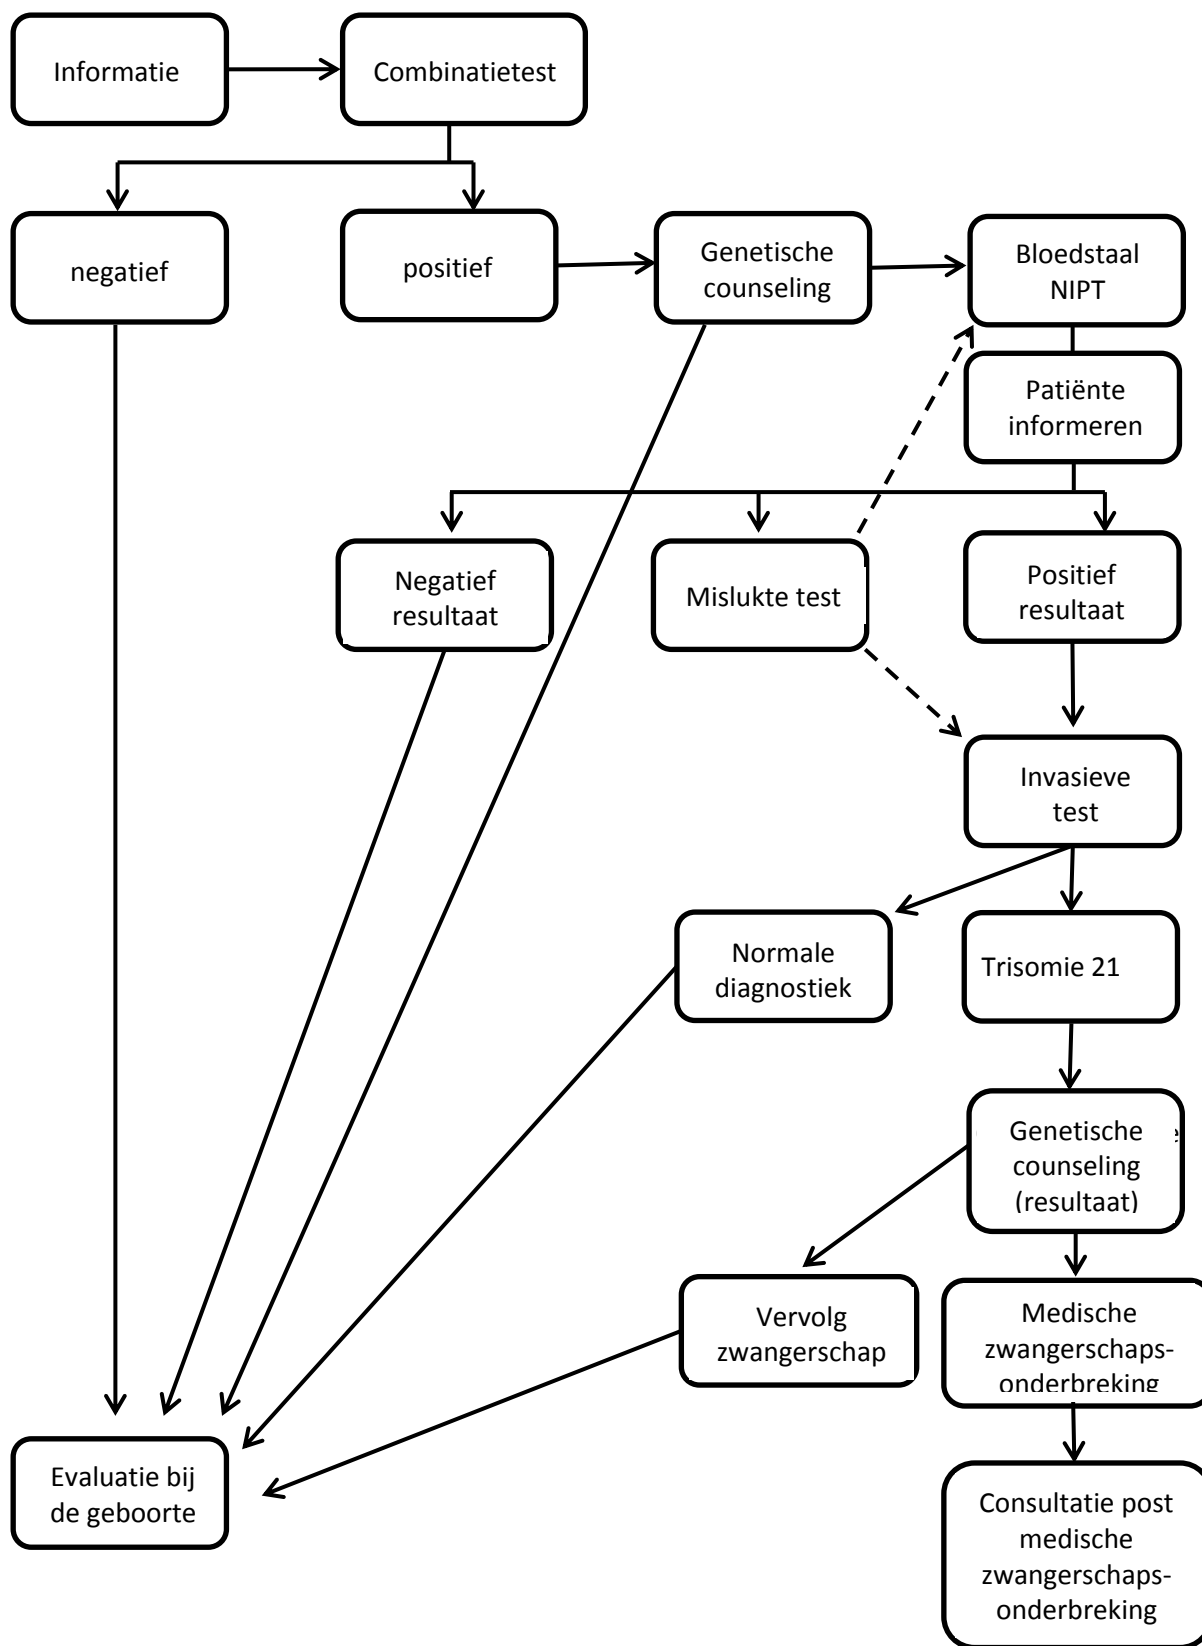 Informatie
Combinatietest
negatief
positief
Genetische
counseling
Bloedstaal
NIPT
Patiënte
informeren
Negatief
resultaat
Mislukte test
Positief
resultaat
Invasieve
test
Normale
diagnostiek
Trisomie 21
Genetische
counseling
(resultaat)
Vervolg
zwangerschap
Medische
zwangerschaps-
onderbreking
Evaluatie bij
de geboorte
Consultatie post
medische
zwangerschaps-
onderbreking